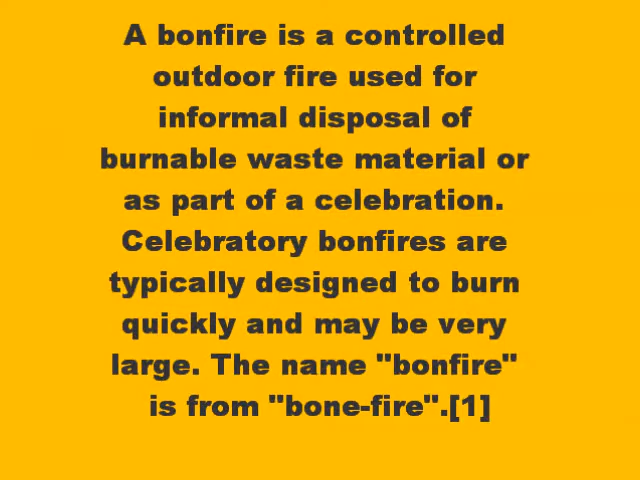 A bonfire is a controlled
outdoor fire used for
informal disposal of
burnable waste material or
as part of a celebration.
Celebratory bonfires are
typically designed to burn
quickly and may be very
large. The name "bonfire"
is from "bone-fire".[1]